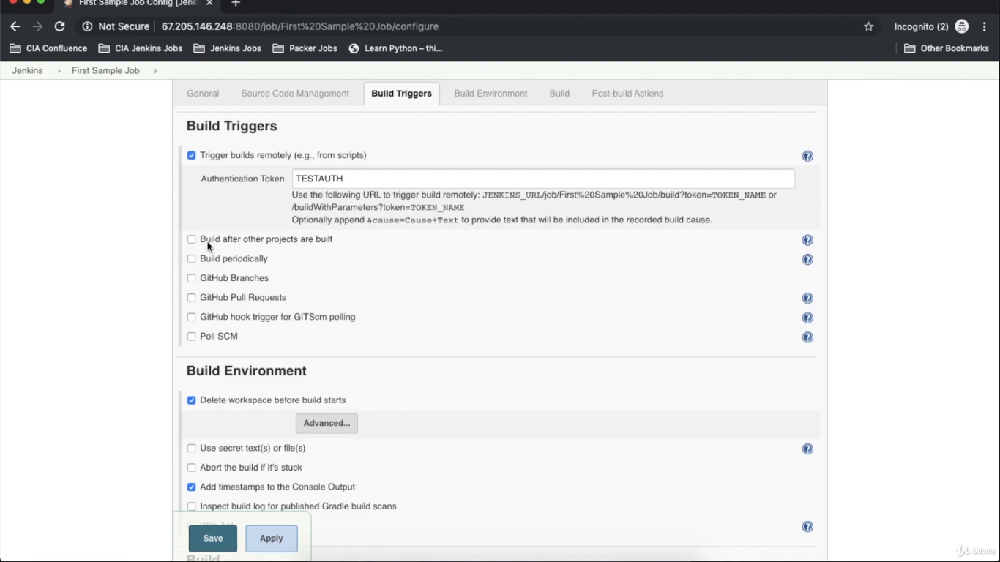 First Sample Job Config [Jenki
Not Secure | 67.205.146.248:8080/job/First%20Sample%20Job/configure
Incognito (2)
CIA Confluence
CIA Jenkins Jobs
Jenkins Jobs
Packer Jobs
Learn Python – thi...
Other Bookmarks
Jenkins
First Sample Job
General
Source Code Management
Build Triggers
Build Environment
Build
Post-build Actions
Build Triggers
Trigger builds remotely (e.g., from scripts)
Authentication Token
TESTAUTH
Use the following URL to trigger build remotely: JENKINS_URL/job/First%20Sample%20Job/build?token=TOKEN_NAME or
/buildWithParameters?token=TOKEN_NAME
Optionally append &cause=Cause+Text to provide text that will be included in the recorded build cause.
Build after other projects are built
Build periodically
GitHub Branches
GitHub Pull Requests
GitHub hook trigger for GITScm polling
Poll SCM
Build Environment
Delete workspace before build starts
Advanced...
Use secret text(s) or file(s)
Abort the build if it's stuck
Add timestamps to the Console Output
Inspect build log for published Gradle build scans
With Ant
Save
Apply
Build
Udemy